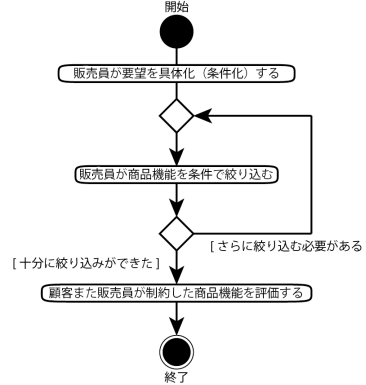 開始
販売員が要望を具体化（条件化）する
販売員が商品機能を条件で絞り込む
[ さらに絞り込む必要がある
[ 十分に絞り込みができた ]
顧客また販売員が制約した商品機能を評価する
終了